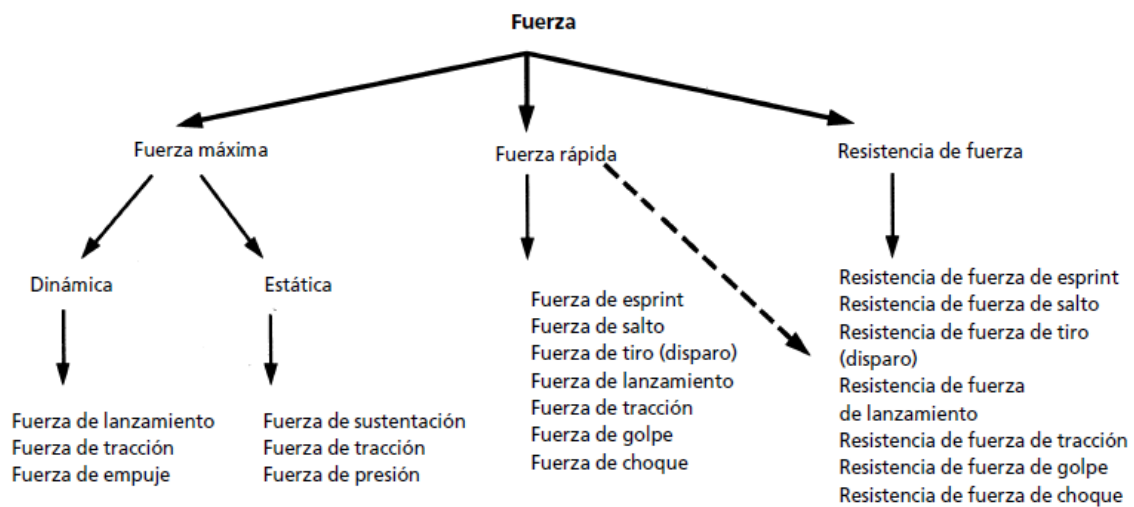 Fuerza
Fuerza máxima
Fuerza rápida
Resistencia de fuerza
Dinámica
Estática
Fuerza de lanzamiento
Fuerza de tracción
Fuerza de empuje
Fuerza de sustentación
Fuerza de tracción
Fuerza de presión
Fuerza de esprint
Fuerza de salto
Fuerza de tiro (disparo)
Fuerza de lanzamiento
Fuerza de tracción
Fuerza de golpe
Fuerza de choque
Resistencia de fuerza de esprint
Resistencia de fuerza de salto
Resistencia de fuerza de tiro
(disparo)
Resistencia de fuerza
de lanzamiento
Resistencia de fuerza de tracción
Resistencia de fuerza de golpe
Resistencia de fuerza de choque